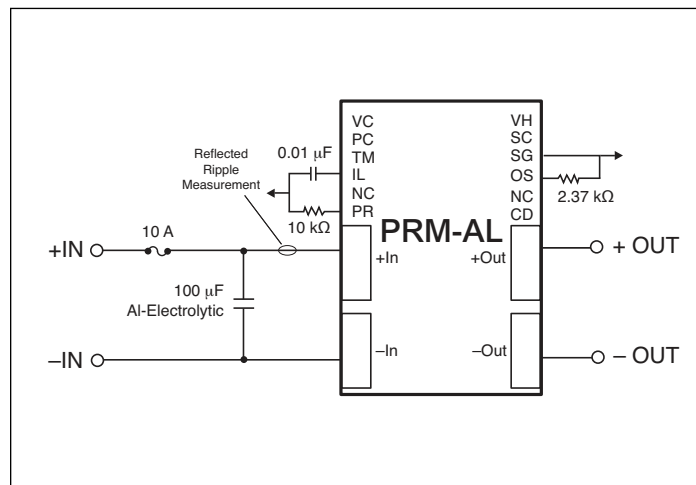 VC
PC
TM
IL
NC
PR
VH
SC
SG
OS
NC
CD
Reflected
Ripple
Measurement
0.01 μF
10 kΩ
2.37 kΩ
PRM-AL
10 A
+IN
+In
+Out
+ OUT
100 μF
Al-Electrolytic
–IN
–In
–Out
– OUT